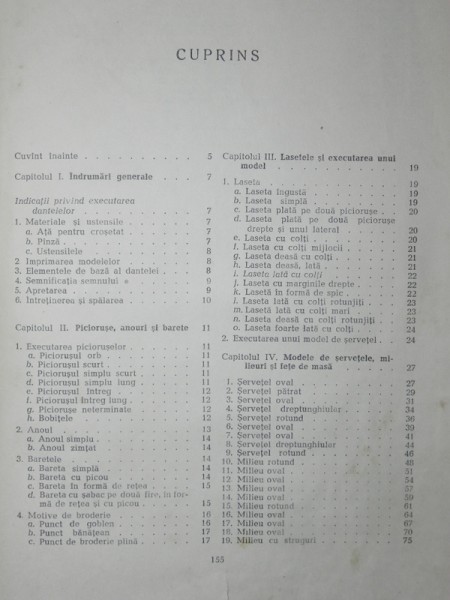 CUPRINS
Cuvînt înainte . . . . . . . . . . 5
Capitolul I. Îndrumări generale . . . 7
Indicații privind executarea
dantelelor . . . . . . . . . 7
1. Materiale și ustensile . . . . . 7
a. Ață pentru croșetat . . . . . 7
b. Pînză . . . . . . . . . . 7
c. Ustensilele . . . . . . . . 8
2 Imprimarea modelelor . . . . . 8
3. Elementele de bază al dantelei . . 8
4. Semnificația semnului * . . . . 9
5. Apretarea . . . . . . . . . . 9
6. Întreținerea și spălarea . . . . . 10
Capitolul II. Piciorușe, anouri și barete 11
1. Executarea piciorușelor . . . . . 11
a. Piciorușul orb . . . . . . . 11
b. Piciorușul scurt . . . . . . 11
c. Piciorușul simplu scurt . . . . 11
d. Piciorușul simplu lung . . . . 11
e. Piciorușul întreg . . . . . . 12
f. Piciorușul întreg lung . . . . . 12
g. Piciorușe neterminate . . . . 12
h. Bobițele . . . . . . . . . 12
2. Anoul . . . . . . . . . . . 13
a. Anoul simplu . . . . . . . 14
b. Anoul zimțat . . . . . . . 14
3. Baretele . . . . . . . . . . 14
a. Bareta simplă . . . . . . . 14
b. Bareta cu picou . . . . . . 14
c. Bareta în formă de rețea . . . 15
d. Bareta cu șabac pe două fire, în for-
mă de rețea și cu picou . . . . 15
4. Motive de broderie . . . . . . 16
a. Punct de goblen . . . . . . 16
b. Punct bănățean . . . . . . 17
c. Punct de broderie plină . . . . 17
Capitolul III. Lasetele și executarea unui
model . . . . . . . . . 19
1. Laseta . . . . . . . . . . . 19
a. Laseta îngustă . . . . . . . 19
b. Laseta simplă . . . . . . . 19
c. Laseta plată pe două piciorușe . . 20
d. Laseta plată pe două piciorușe
drepte și unul lateral . . . . 20
e. Laseta cu colți . . . . . . . 20
f. Laseta cu colți mijlocii . . . . 21
g. Laseta deasă cu colți . . . . . 21
h. Laseta deasă, lată . . . . . . 21
i. Laseta lată cu colți . . . . . 22
j. Laseta cu marginile drepte . . . 22
k. Lasetă în formă de spic . . . . 22
l. Laseta lată cu colți rotunjiți . . 23
m. Lasetă lată cu colți mari . . . 23
n. Laseta deasă cu colți rotunjiți . . 23
o. Laseta foarte lată cu colți . . . 24
2. Executarea unui model de șervețel . . 24
Capitolul IV. Modele de șervețele, mi-
lieuri și fețe de masă 27
1. Șervețel oval . . . . . . . . 27
2. Șervețel pătrat . . . . . . . 29
3. Șervețel oval . . . . . . . . 31
4. Șervețel dreptunghiular . . . . 34
5. Șervețel rotund . . . . . . . 36
6. Șervețel oval . . . . . . . . 39
7. Șervețel oval . . . . . . . . 41
8. Șervețel dreptunghiular . . . . 44
9. Șervețel rotund . . . . . . . 46
10. Milieu rotund . . . . . . . . 48
11. Milieu oval . . . . . . . . . 51
12. Milieu oval . . . . . . . . . 54
13. Milieu oval . . . . . . . . . 57
14. Milieu oval . . . . . . . . . 59
15. Milieu rotund . . . . . . . . 61
16. Milieu oval . . . . . . . . . 64
17. Milieu oval . . . . . . . . . 67
18. Milieu oval . . . . . . . . . 70
19. Milieu cu struguri . . . . . . 75
155